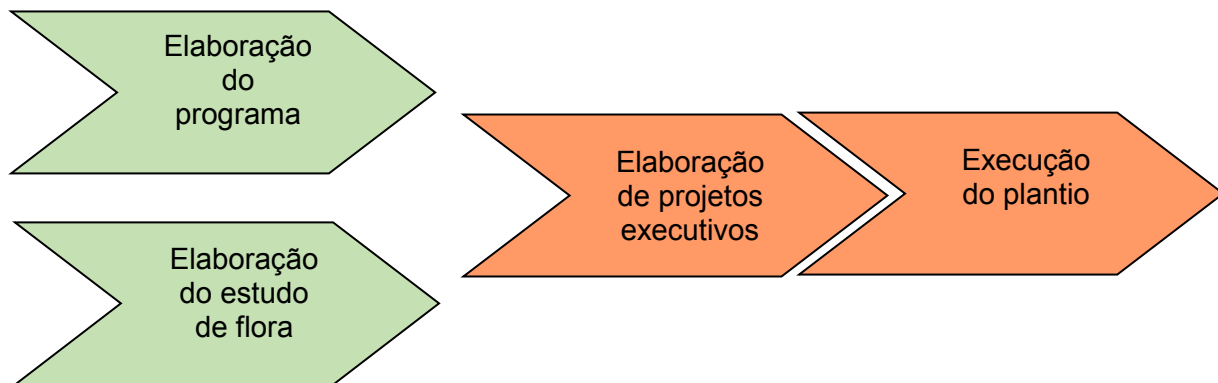 Elaboração
do
programa
Elaboração
do estudo
de flora
Elaboração
de projetos
executivos
Execução
do plantio